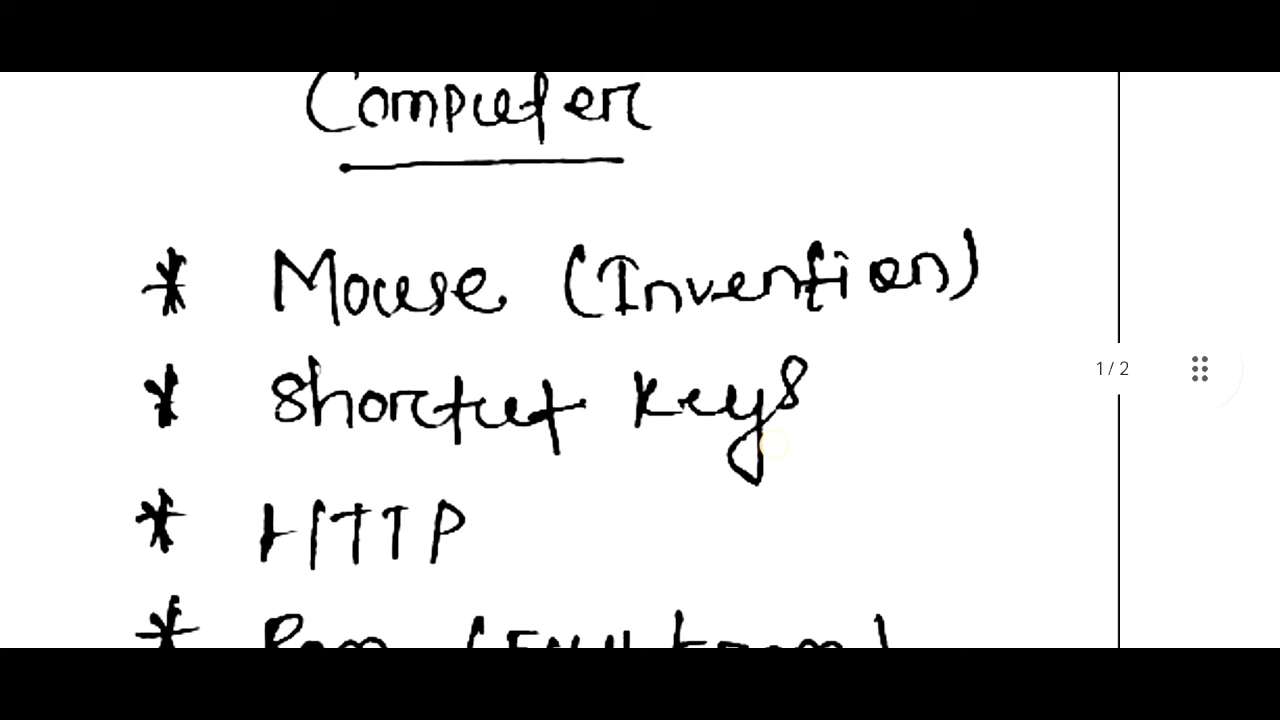 Computer
* Mouse (Invention)
* Shortcut keys
* HTTP
1 / 2
*